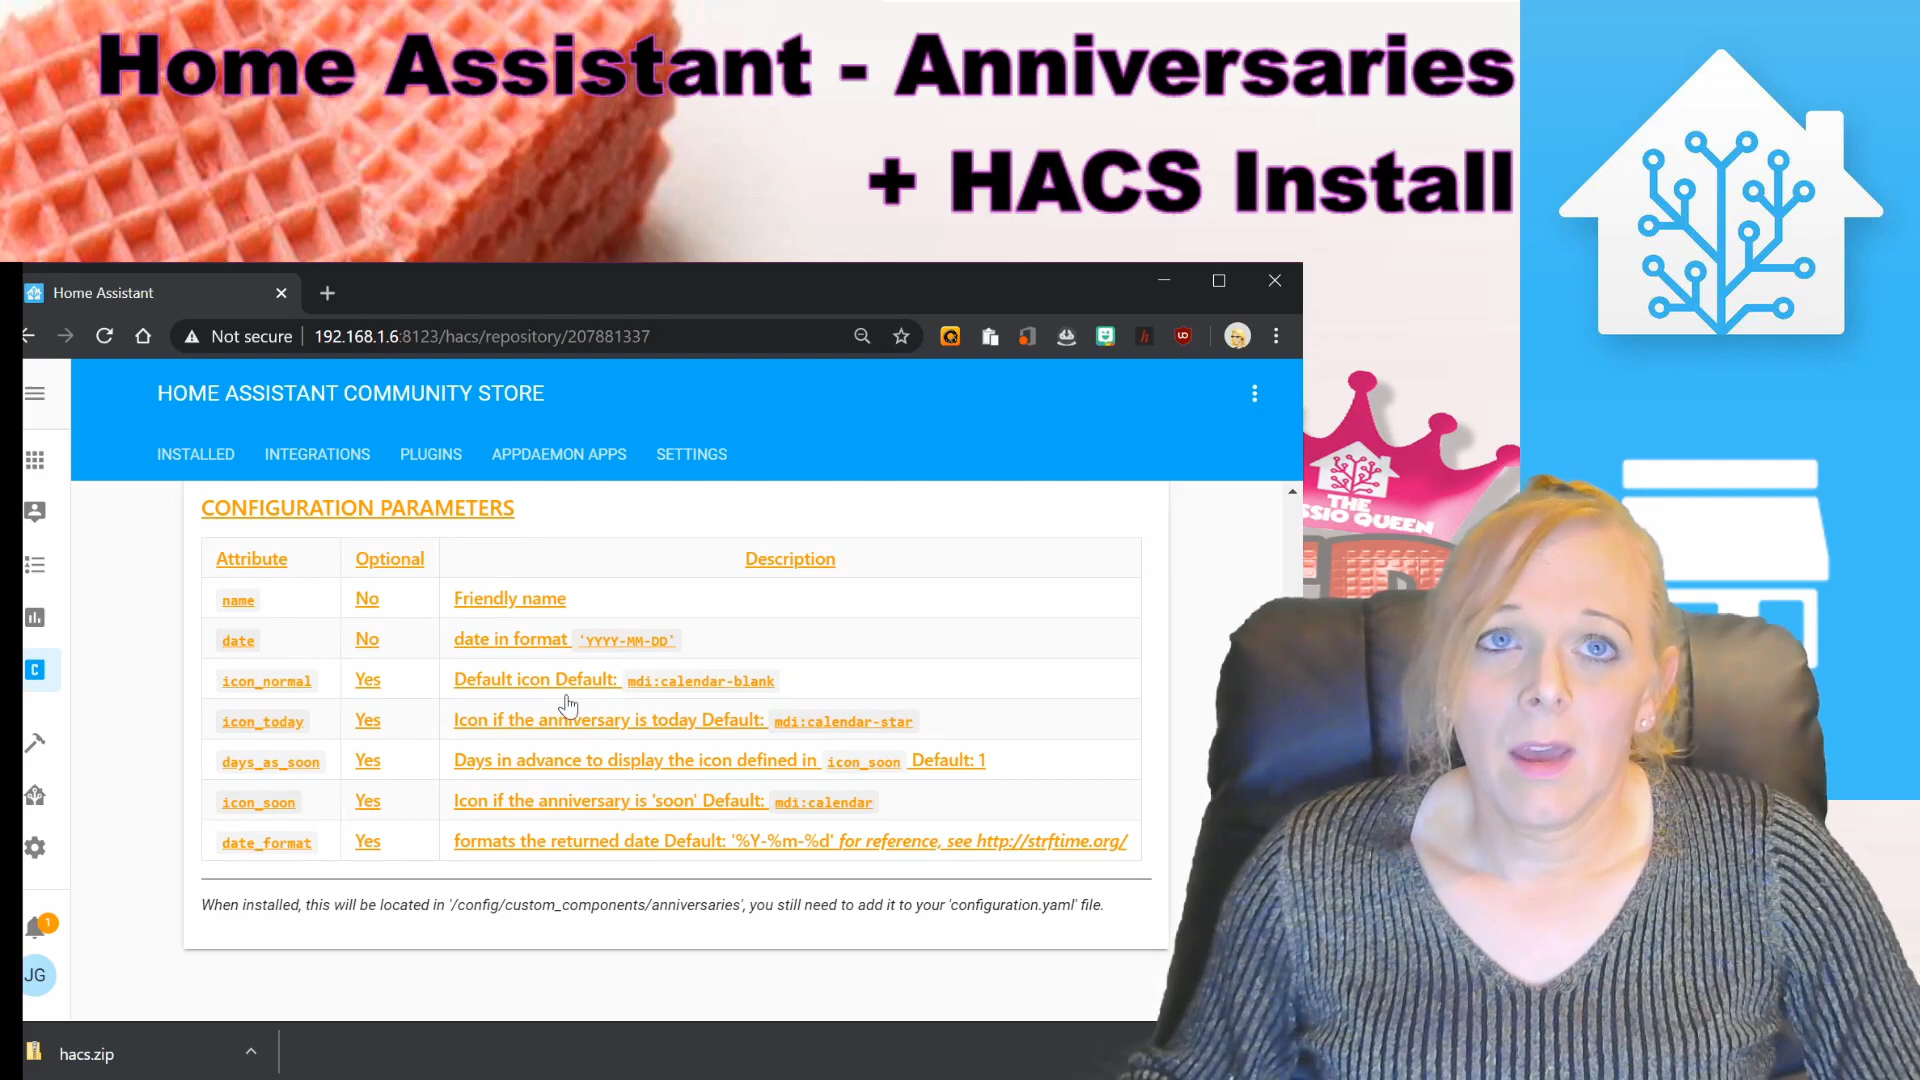 Home Assistant - Anniversaries
+ HACS Install
Home Assistant
Not secure 192.168.1.6:8123/hacs/repository/207881337
HOME ASSISTANT COMMUNITY STORE
INSTALLED INTEGRATIONS PLUGINS APPDAEMON APPS SETTINGS
CONFIGURATION PARAMETERS
Attribute Optional Description
name No Friendly name
date No date in format 'YYYY-MM-DD'
icon_normal Yes Default icon Default: mdi:calendar-blank
icon_today Yes Icon if the anniversary is today Default: mdi:calendar-star
days_as_soon Yes Days in advance to display the icon defined in icon_soon Default: 1
icon_soon Yes Icon if the anniversary is 'soon' Default: mdi:calendar
date_format Yes formats the returned date Default: '%Y-%m-%d' for reference, see http://strftime.org/
When installed, this will be located in '/config/custom_components/anniversaries', you still need to add it to your 'configuration.yaml' file.
C
1
JG
hacs.zip
THE
SSIO QUEEN